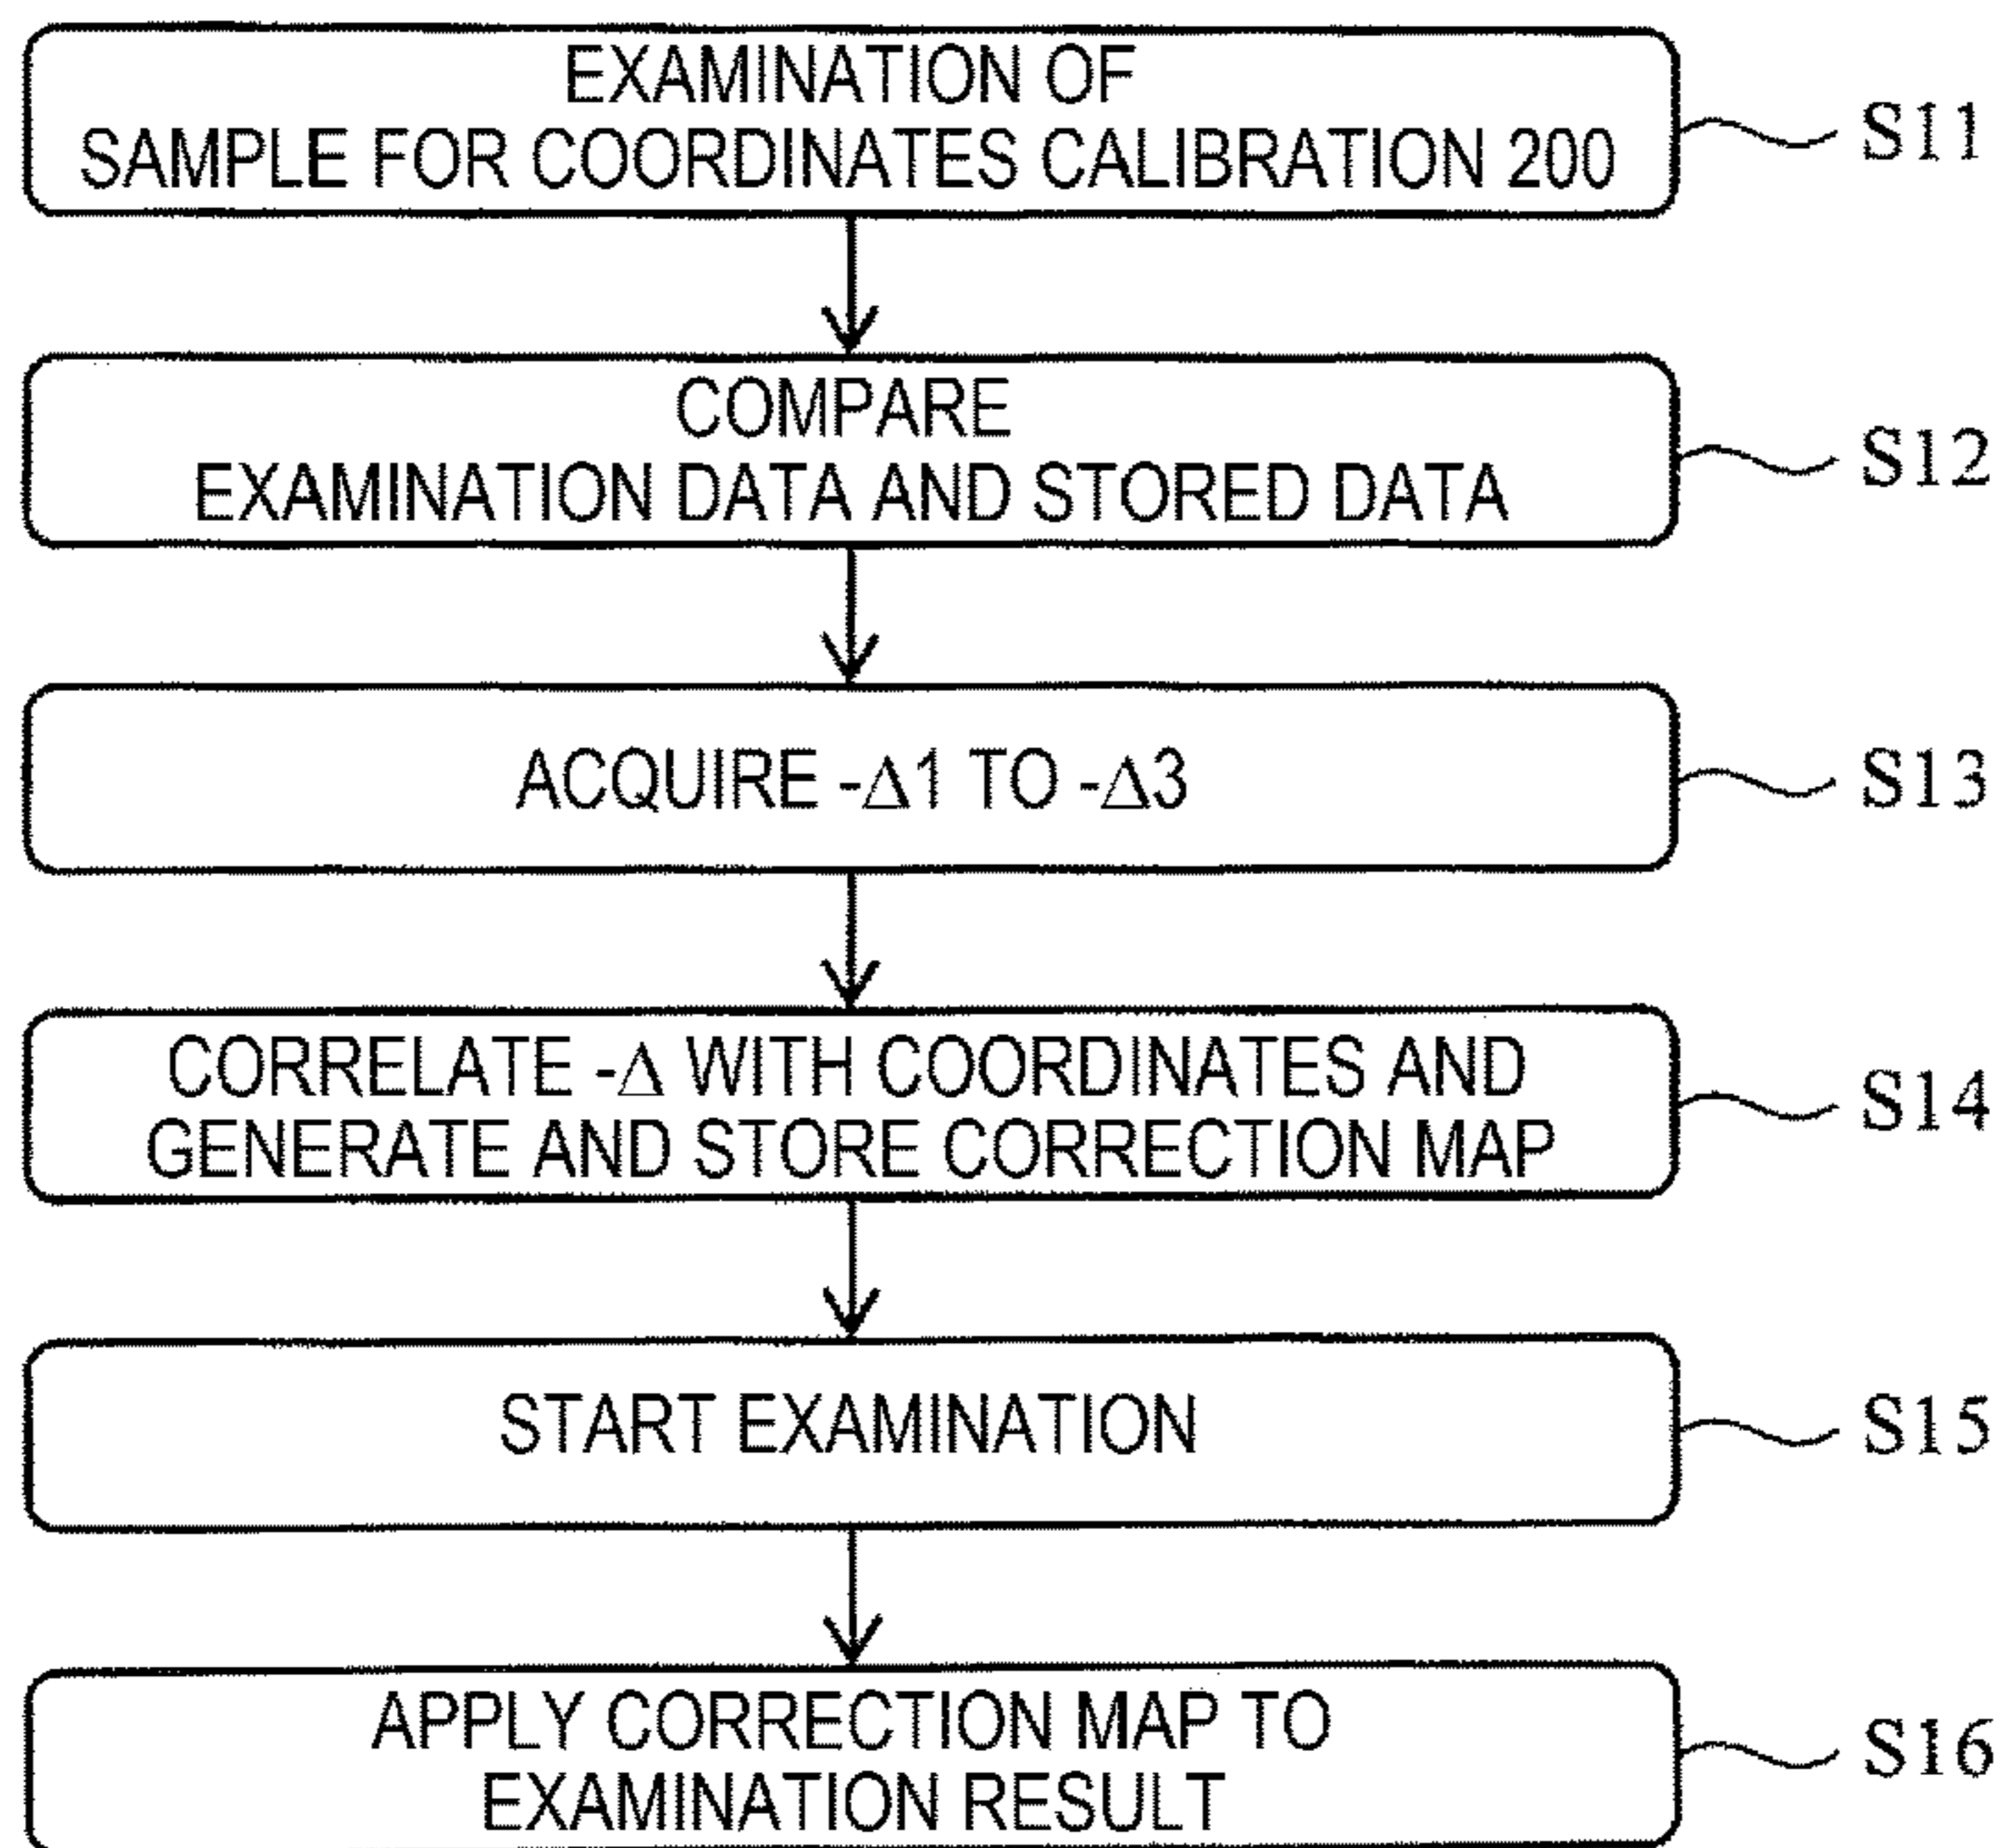 EXAMINATION OF
SAMPLE FOR COORDINATES CALIBRATION 200
S11
COMPARE
EXAMINATION DATA AND STORED DATA
S12
ACQUIRE -Δ1 TO -Δ3
S13
CORRELATE -Δ WITH COORDINATES AND
GENERATE AND STORE CORRECTION MAP
S14
START EXAMINATION
S15
APPLY CORRECTION MAP TO
EXAMINATION RESULT
S16